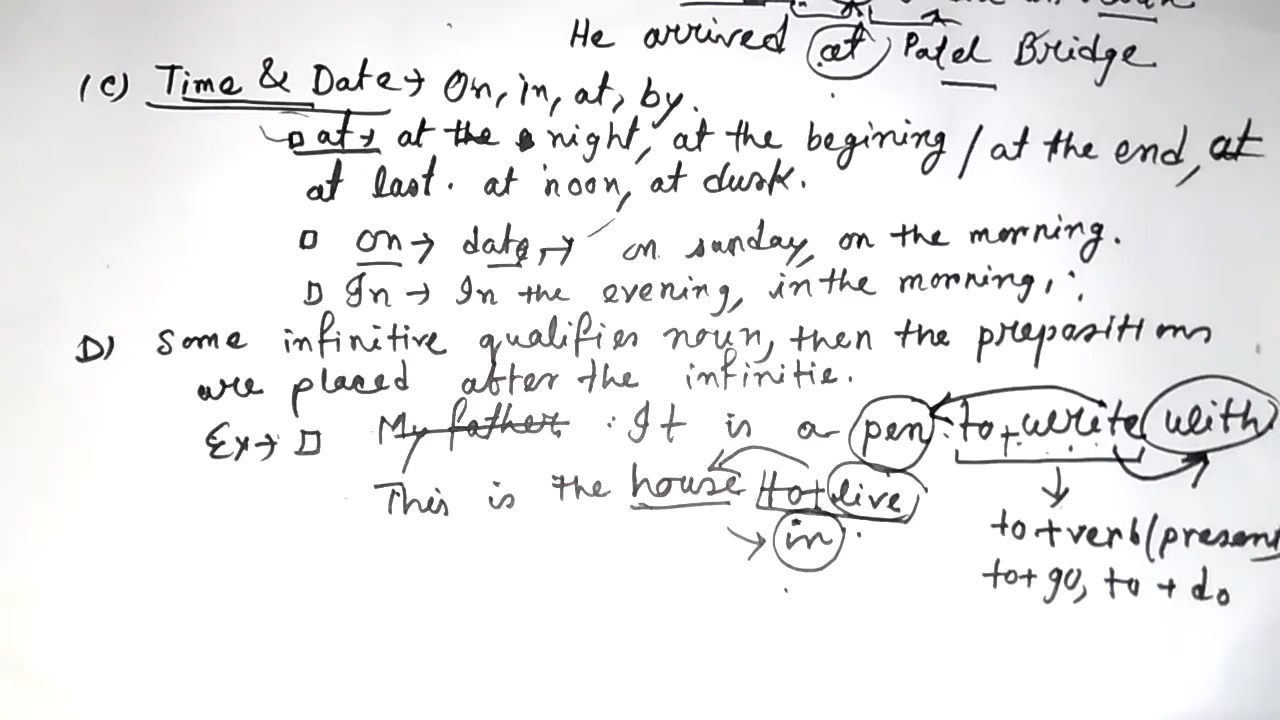 He arrived at Patel Bridge
(C) Time & Date → On, in, at, by.
at → at the night, at the begining / at the end, at
at last. at noon, at dusk.
on → date, → on sunday, on the morning.
In → In the evening, in the morning,
D) Some infinitive qualifies noun, then the prepositions
are placed after the infinitie.
Ex → My father It is a pen to + write with
This is the house to + live
→ in.
to + verb (present
to + go, to + do